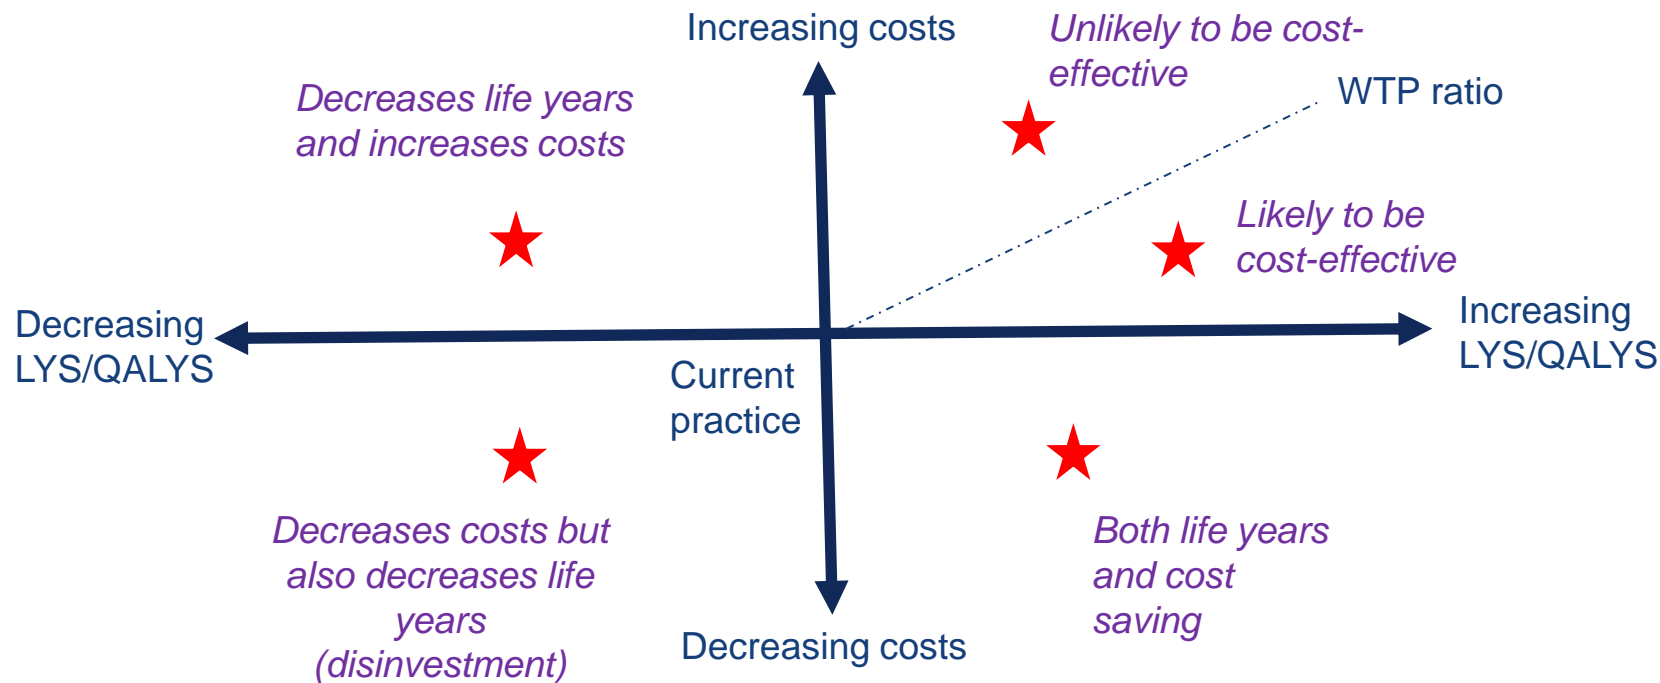 Increasing costs
Unlikely to be cost-
effective
Decreases life years
and increases costs
WTP ratio
Likely to be
cost-effective
Decreasing
LYS/QALYS
Increasing
LYS/QALYS
Current
practice
Decreases costs but
also decreases life
years
(disinvestment)
Both life years
and cost
saving
Decreasing costs